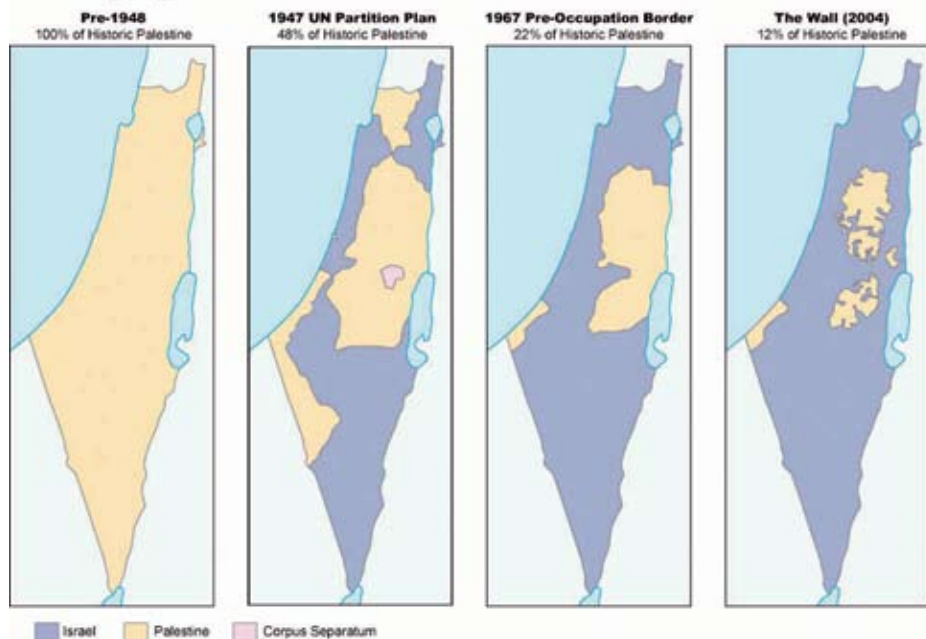 Pre-1948
100% of Historic Palestine
1947 UN Partition Plan
48% of Historic Palestine
1967 Pre-Occupation Border
22% of Historic Palestine
The Wall (2004)
12% of Historic Palestine
Israel
Palestine
Corpus Separatum